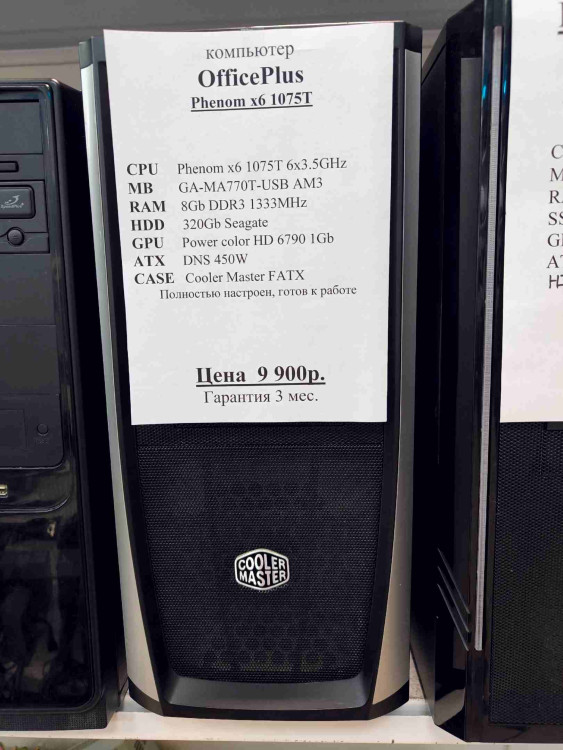 компьютер
OfficePlus
Phenom x6 1075T
CPU Phenom x6 1075T 6x3.5GHz
MB GA-MA770T-USB AM3
RAM 8Gb DDR3 1333MHz
HDD 320Gb Seagate
GPU Power color HD 6790 1Gb
ATX DNS 450W
CASE Cooler Master FATX
Полностью настроен, готов к работе
Цена 9 900р.
Гарантия 3 мес.
COOLER
MASTER